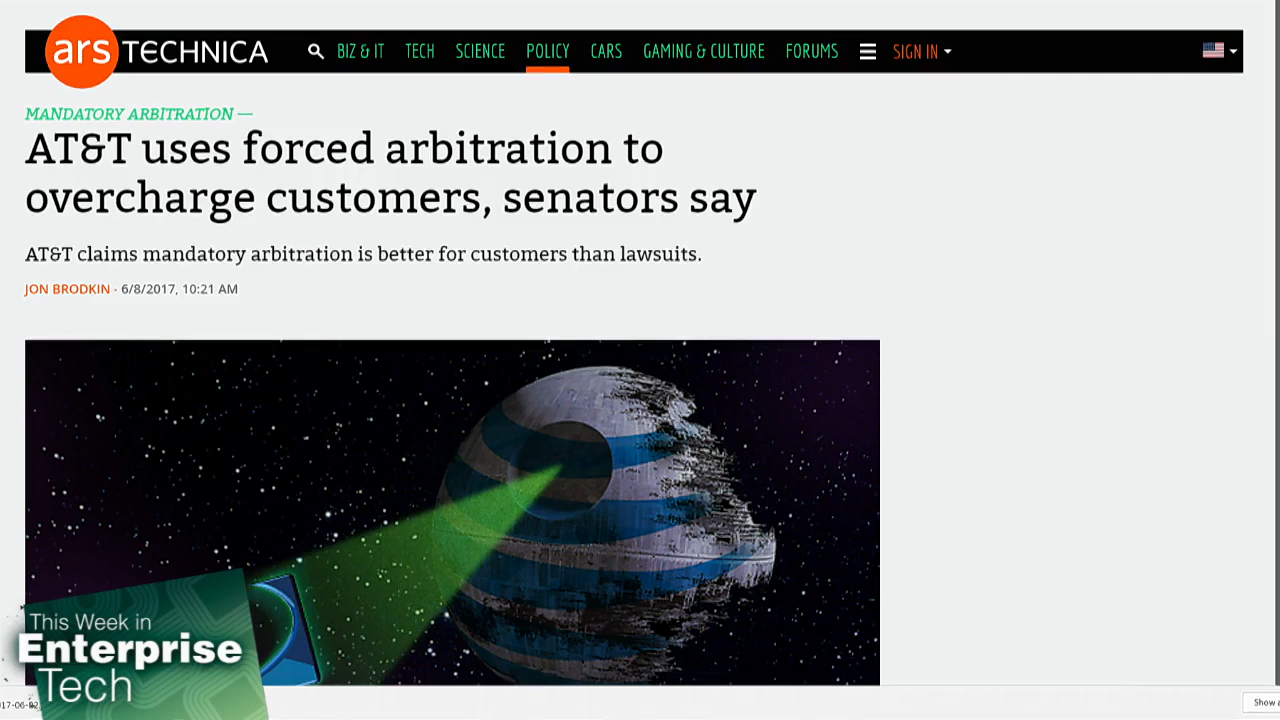 ars TECHNICA
BIZ & IT TECH SCIENCE POLICY CARS GAMING & CULTURE FORUMS SIGN IN
MANDATORY ARBITRATION —
AT&T uses forced arbitration to
overcharge customers, senators say
AT&T claims mandatory arbitration is better for customers than lawsuits.
JON BRODKIN - 6/8/2017, 10:21 AM
This Week in
Enterprise
Tech
Show